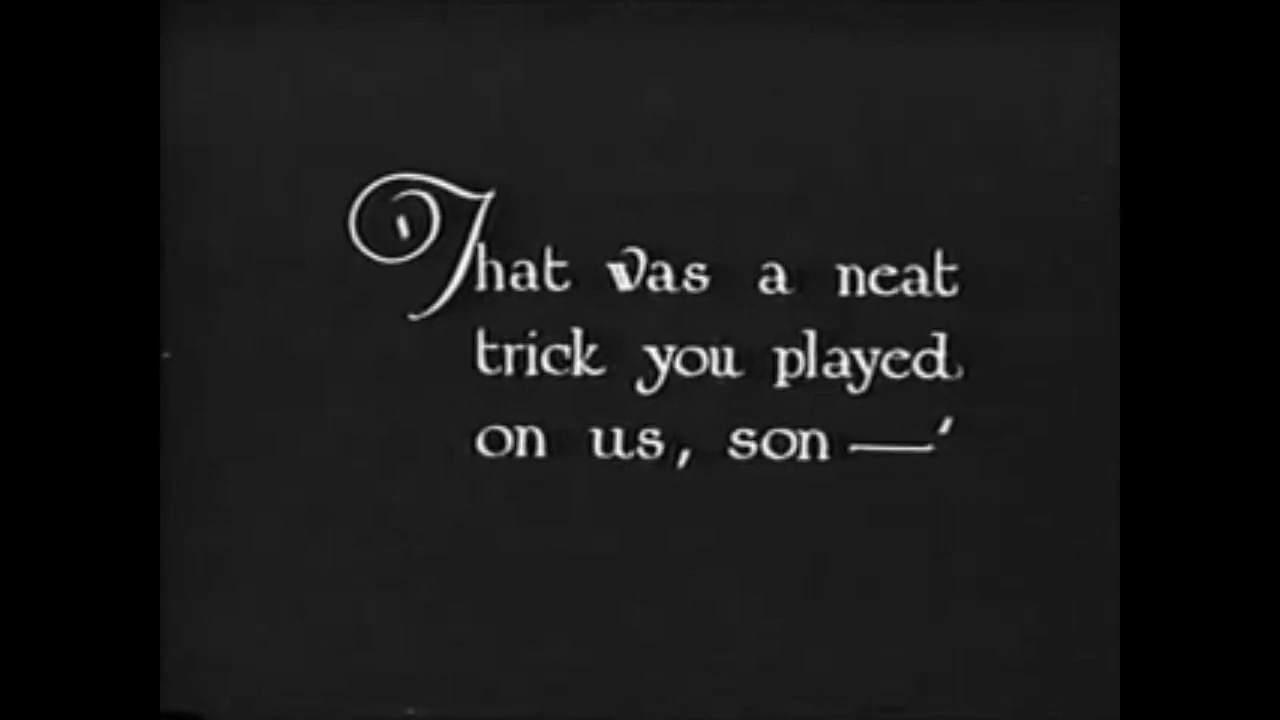 That was a neat
trick you played
on us, son —'